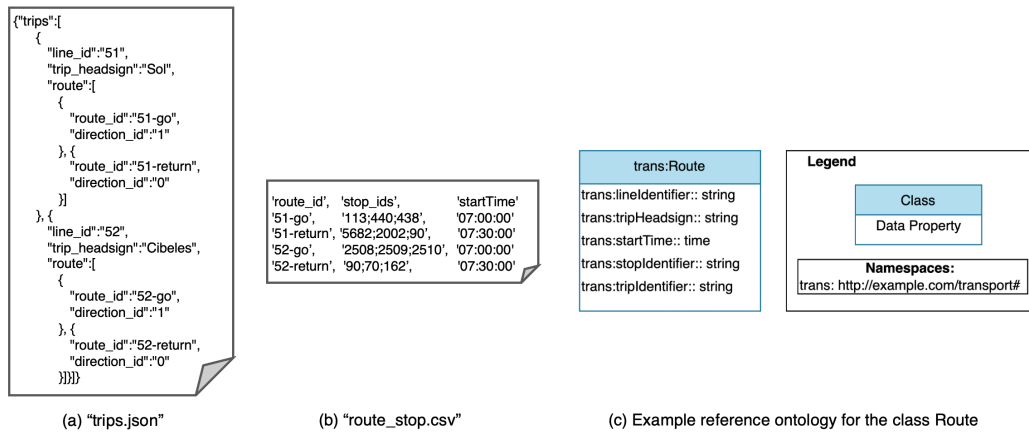 {"trips":[
{
"line_id":"51",
"trip_headsign":"Sol",
"route":[
{
"route_id":"51-go",
"direction_id":"1"
}, {
"route_id":"51-return",
"direction_id":"0"
}]
}, {
"line_id":"52",
"trip_headsign":"Cibeles",
"route":[
{
"route_id":"52-go",
"direction_id":"1"
}, {
"route_id":"52-return",
"direction_id":"0"
}]}]}
(a) “trips.json”
'route_id', 'stop_ids', 'startTime'
'51-go', '113;440;438', '07:00:00'
'51-return', '5682;2002;90', '07:30:00'
'52-go', '2508;2509;2510', '07:00:00'
'52-return', '90;70;162', '07:30:00'
(b) “route_stop.csv”
trans:Route
trans:lineIdentifier:: string
trans:tripHeadsign:: string
trans:startTime:: time
trans:stopIdentifier:: string
trans:tripIdentifier:: string
Legend
Class
Data Property
Namespaces:
trans: http://example.com/transport#
(c) Example reference ontology for the class Route